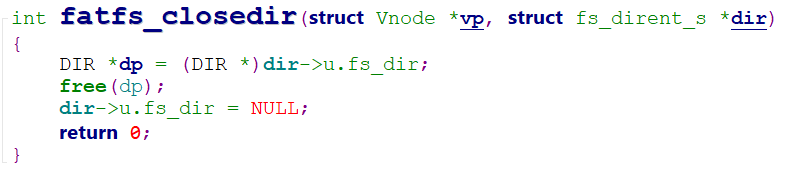 int fatfs_closedir(struct Vnode *vp, struct fs_dirent_s *dir)
{
    DIR *dp = (DIR *)dir->u.fs_dir;
    free(dp);
    dir->u.fs_dir = NULL;
    return 0;
}